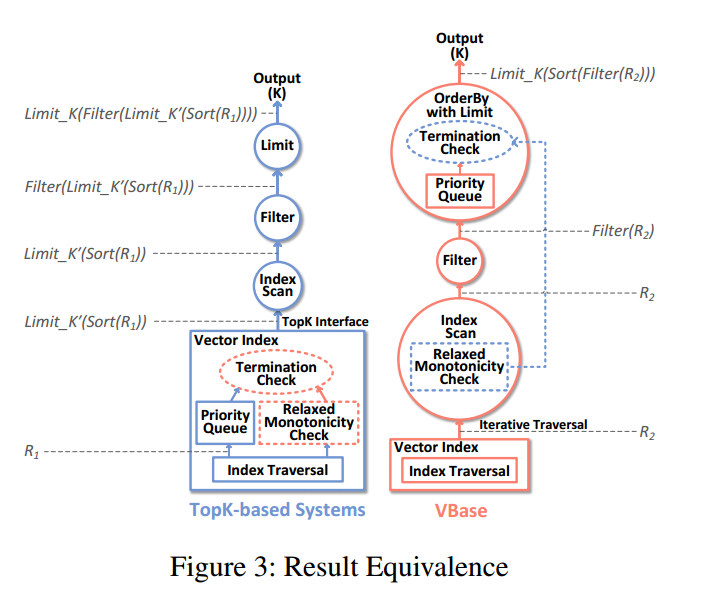 Output
(K)
Limit_K(Filter(Limit_K'(Sort(R₁))))
Limit
Filter(Limit_K'(Sort(R₁)))
Filter
Limit_K'(Sort(R₁))
Index
Scan
Limit_K'(Sort(R₁))
TopK Interface
Vector Index
Termination
Check
Priority
Queue
Relaxed
Monotonicity
Check
R₁
Index Traversal
TopK-based Systems
Output
(K)
Limit_K(Sort(Filter(R₂)))
OrderBy
with Limit
Termination
Check
Priority
Queue
Filter(R₂)
Filter
R₂
Index
Scan
Relaxed
Monotonicity
Check
Iterative Traversal
R₂
Vector Index
Index Traversal
VBase
Figure 3: Result Equivalence